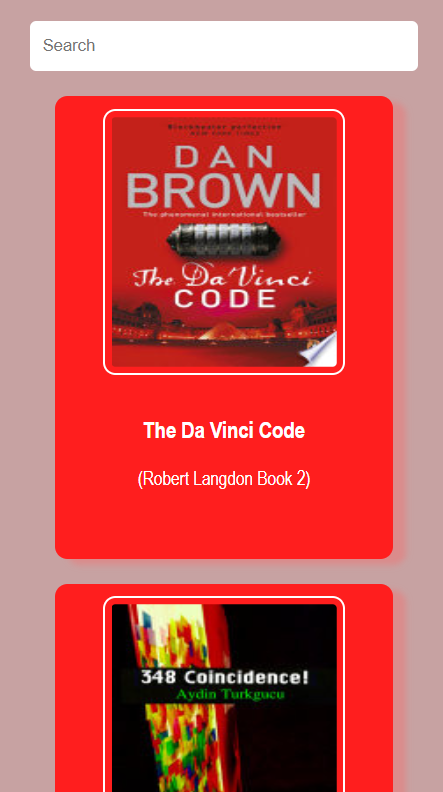 Search
Blockbuster perfection
NEW YORK TIMES
DAN
BROWN
The phenomenal international bestseller
The Da Vinci
CODE
The Da Vinci Code
(Robert Langdon Book 2)
348 Coincidence!
Aydin Turkgucu